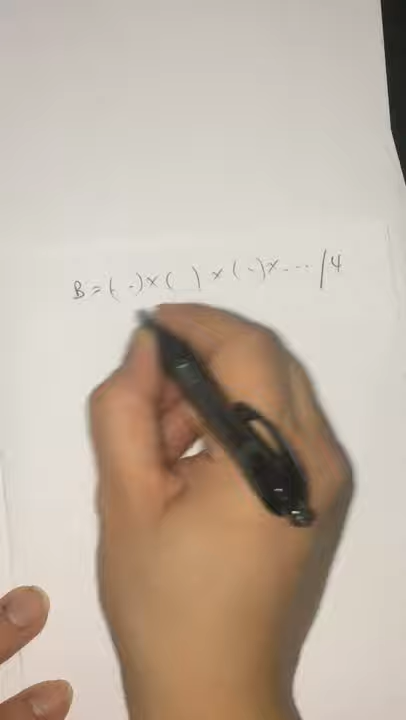 B = ( . . ) × (   ) × ( . . ) × .... | 4